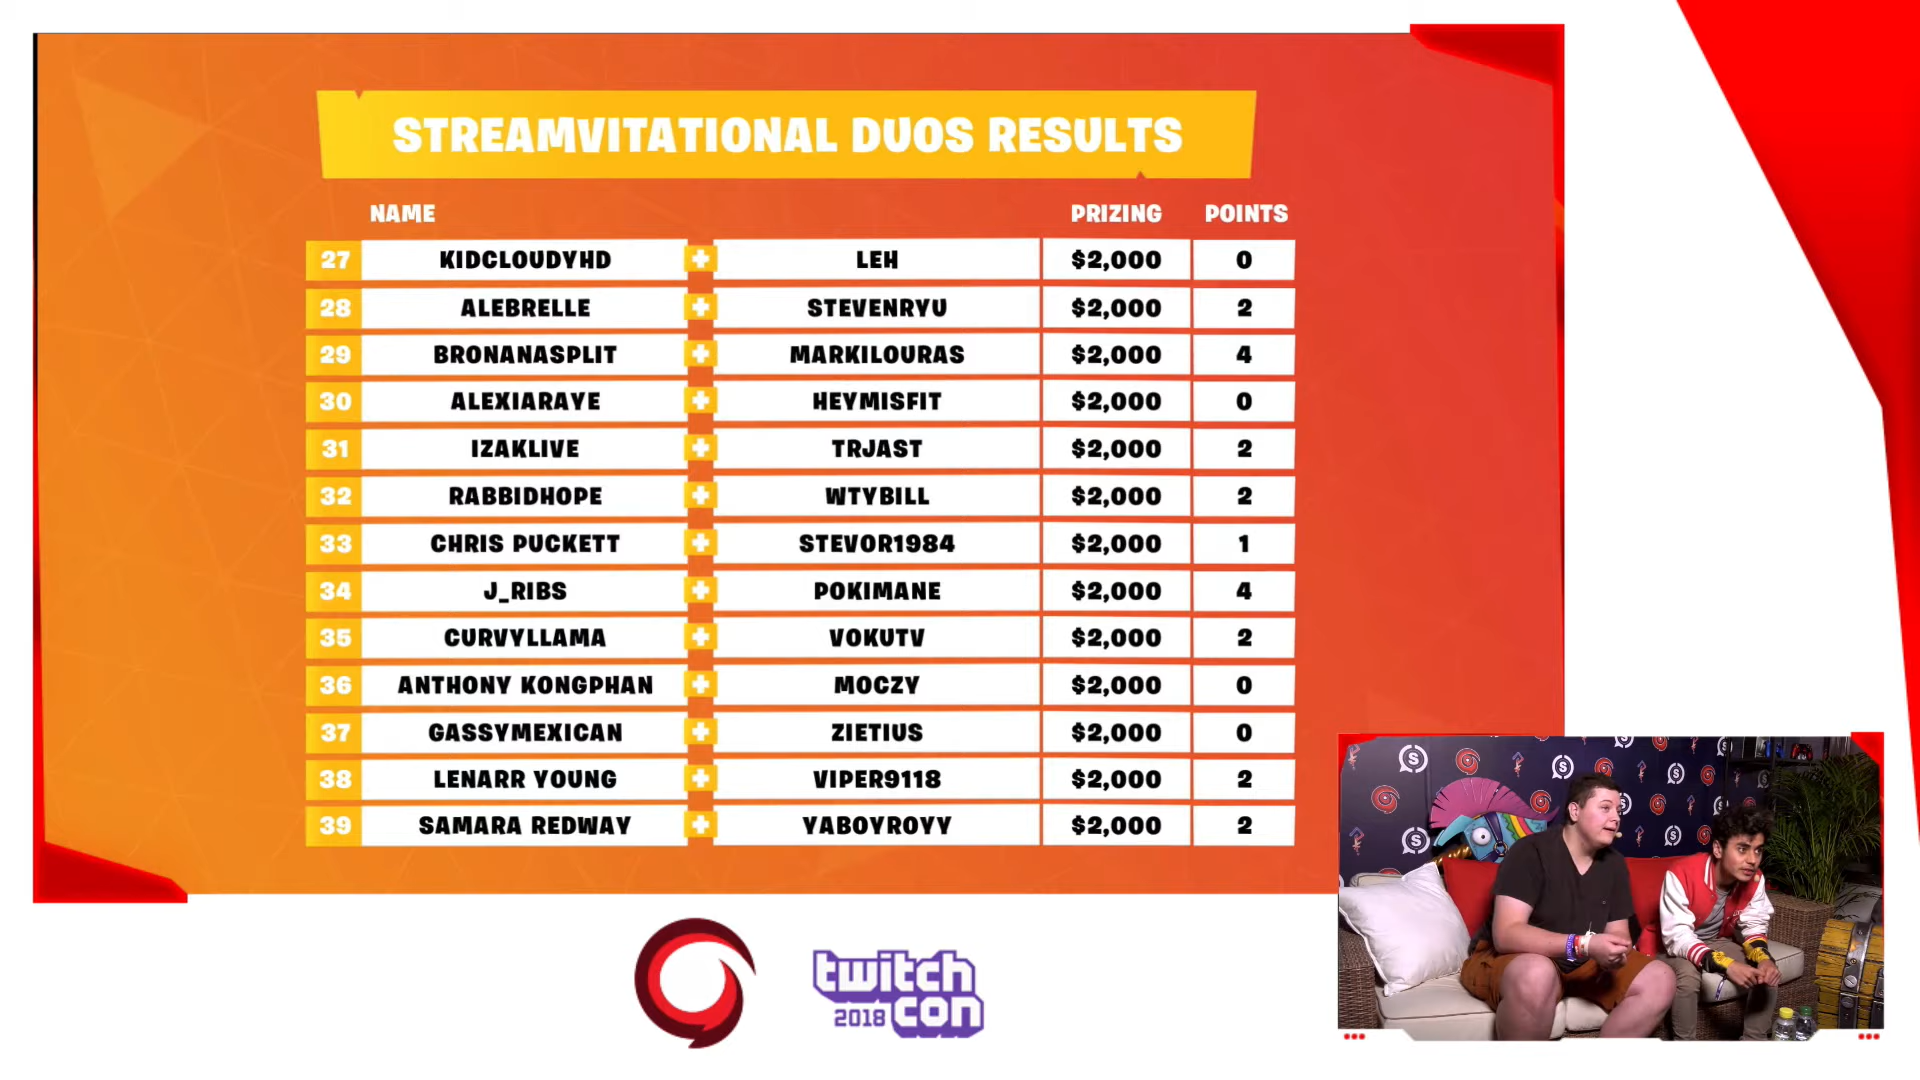 STREAMVITATIONAL DUOS RESULTS
NAME PRIZING POINTS
27 KIDCLOUDYHD + LEH $2,000 0
28 ALEBRELLE + STEVENRYU $2,000 2
29 BRONANASPLIT + MARKILOURAS $2,000 4
30 ALEXIARAYE + HEYMISFIT $2,000 0
31 IZAKLIVE + TRJAST $2,000 2
32 RABBIDHOPE + WTYBILL $2,000 2
33 CHRIS PUCKETT + STEVOR1984 $2,000 1
34 J_RIBS + POKIMANE $2,000 4
35 CURVYLLAMA + VOKUTV $2,000 2
36 ANTHONY KONGPHAN + MOCZY $2,000 0
37 GASSYMEXICAN + ZIETIUS $2,000 0
38 LENARR YOUNG + VIPER9118 $2,000 2
39 SAMARA REDWAY + YABOYROYY $2,000 2
twitch
2018 con